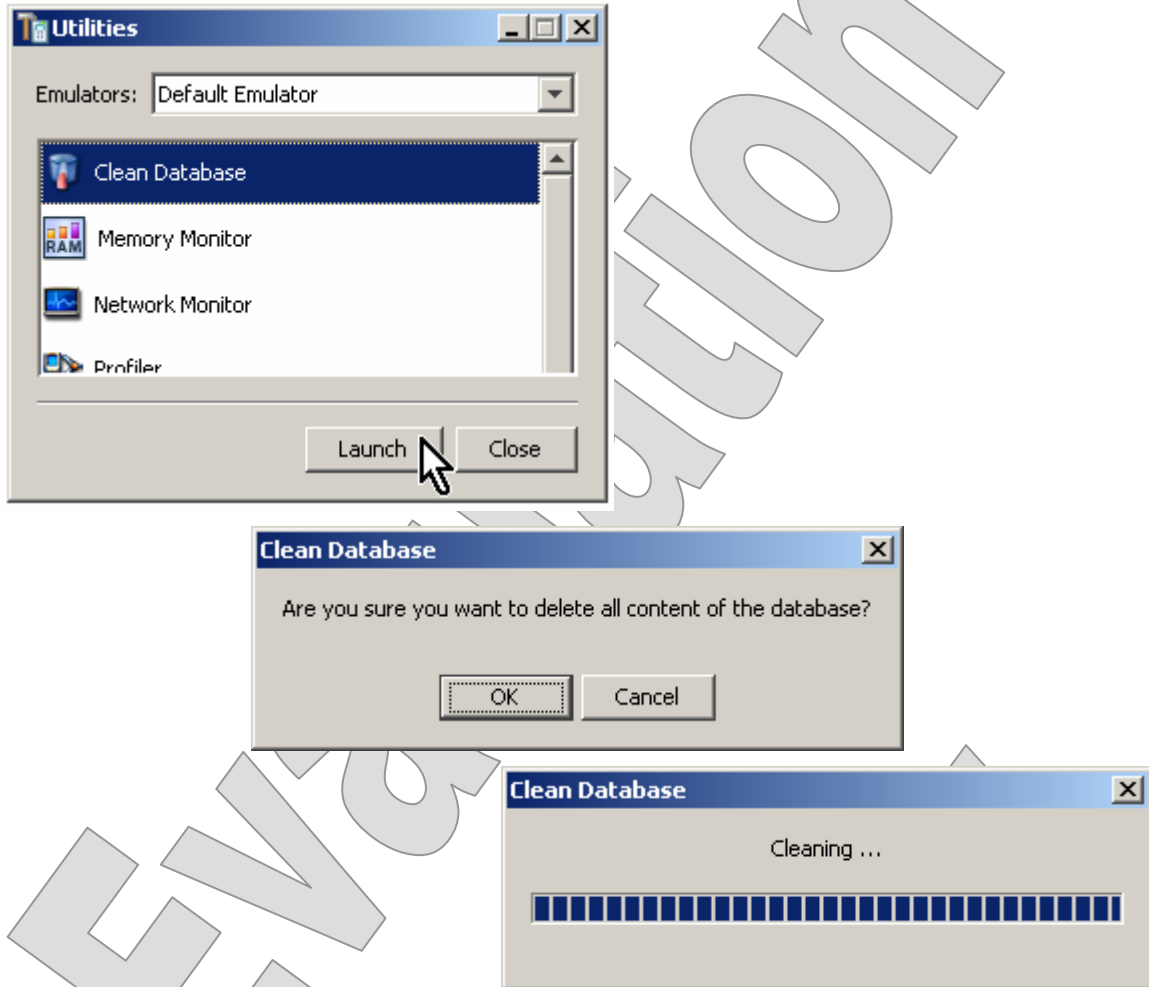 Utilities
Emulators: Default Emulator
Clean Database
RAM Memory Monitor
Network Monitor
Profiler
Launch Close
Clean Database
Are you sure you want to delete all content of the database?
OK Cancel
Clean Database
Cleaning ...